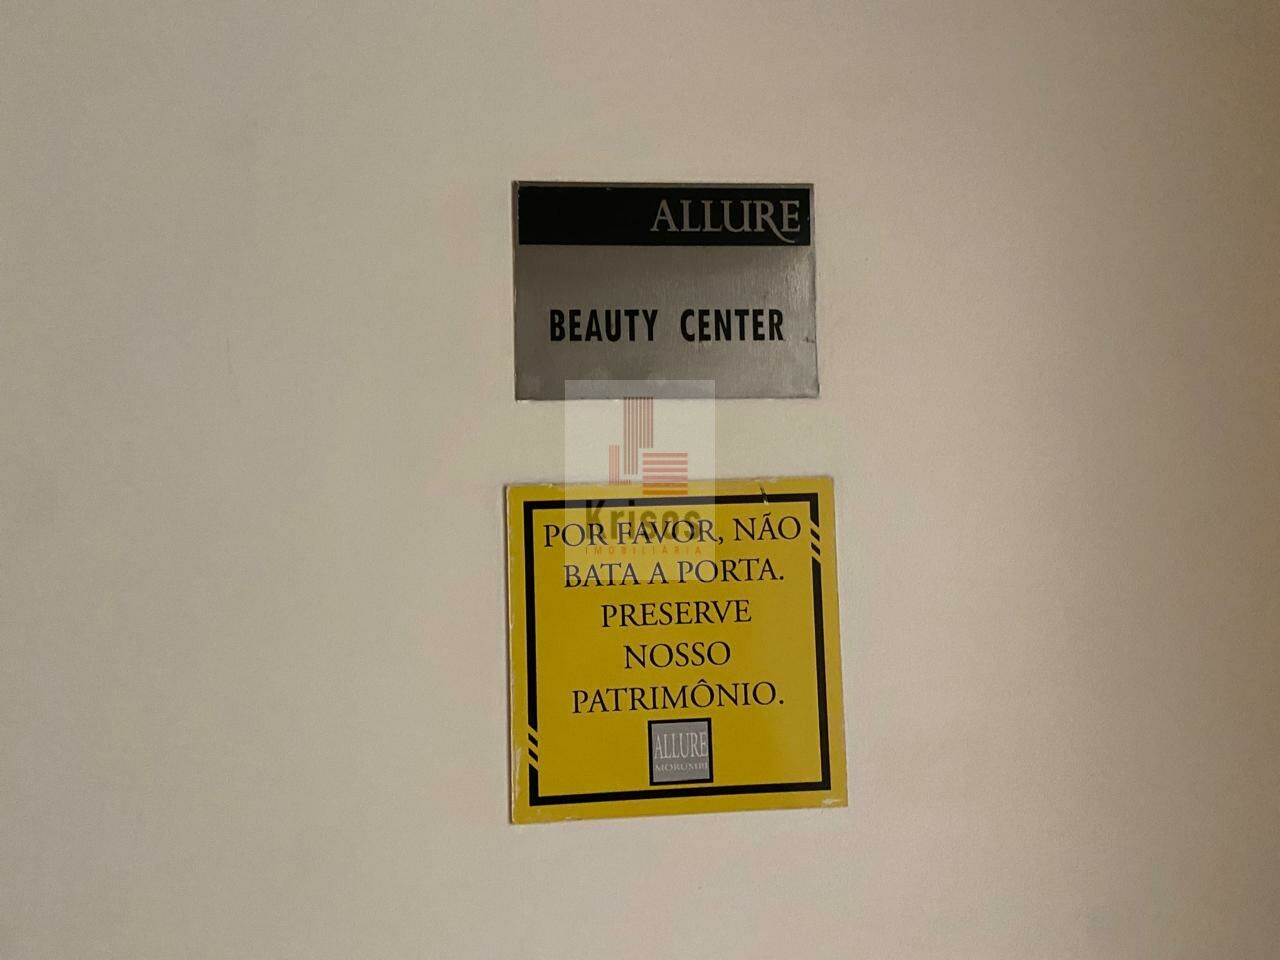 ALLURE
BEAUTY CENTER
Krisos
IMOBILIÁRIA
POR FAVOR, NÃO
BATA A PORTA.
PRESERVE
NOSSO
PATRIMÔNIO.
ALLURE
MORUMBI